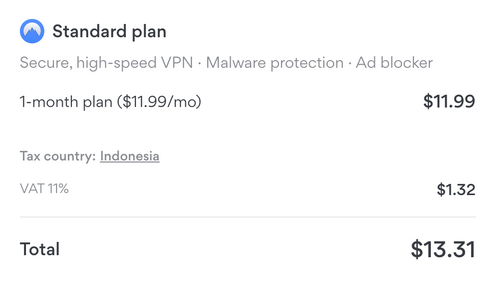 Standard plan
Secure, high-speed VPN · Malware protection · Ad blocker
1-month plan ($11.99/mo) $11.99
Tax country: Indonesia
VAT 11% $1.32
Total $13.31